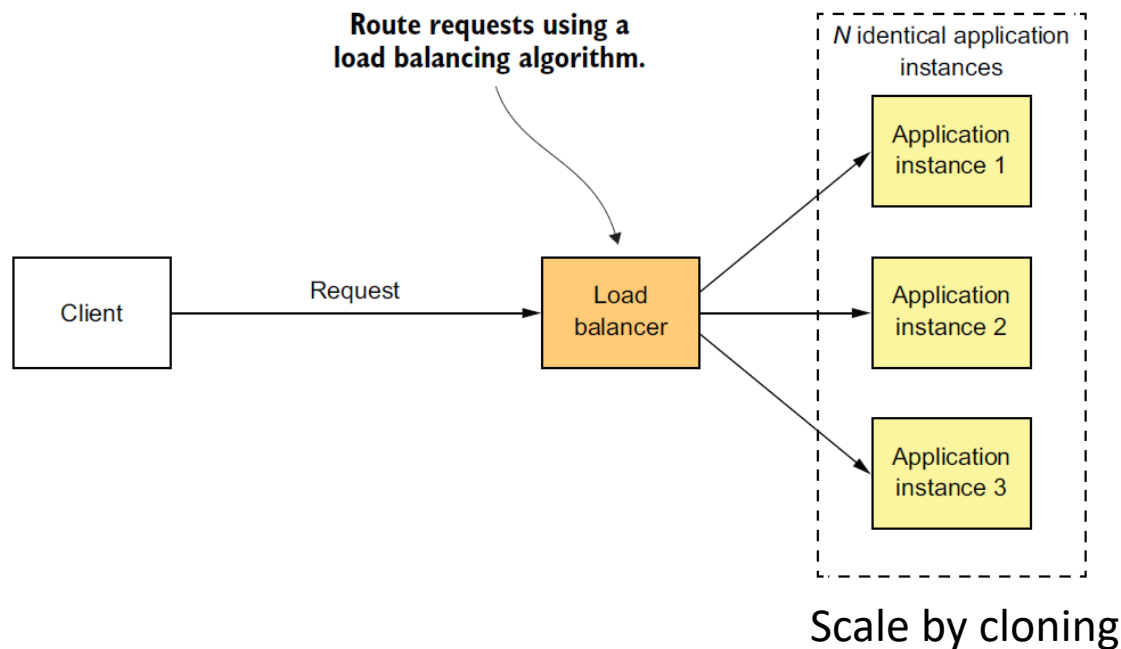 Route requests using a
load balancing algorithm.
N identical application
instances
Application
instance 1
Client
Request
Load
balancer
Application
instance 2
Application
instance 3
Scale by cloning